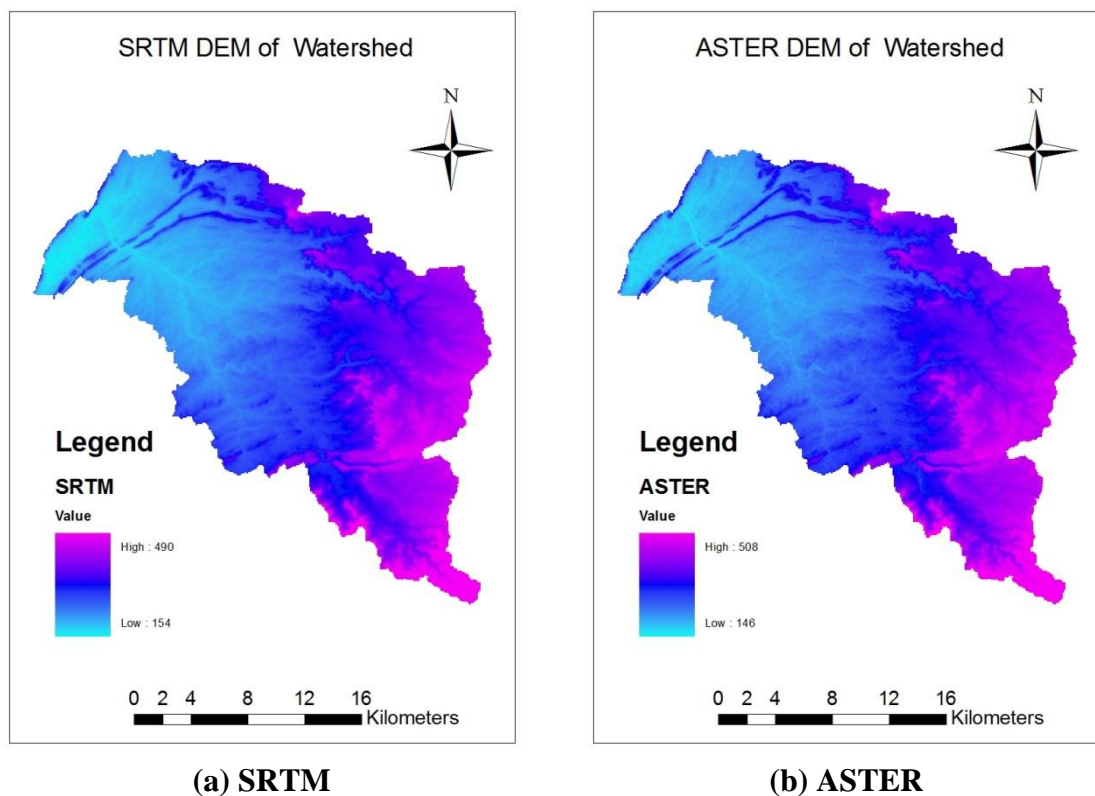 SRTM DEM of Watershed
N
Legend
SRTM
Value
High : 490
Low : 154
0 2 4 8 12 16
Kilometers
(a) SRTM
ASTER DEM of Watershed
N
Legend
ASTER
Value
High : 508
Low : 146
0 2 4 8 12 16
Kilometers
(b) ASTER